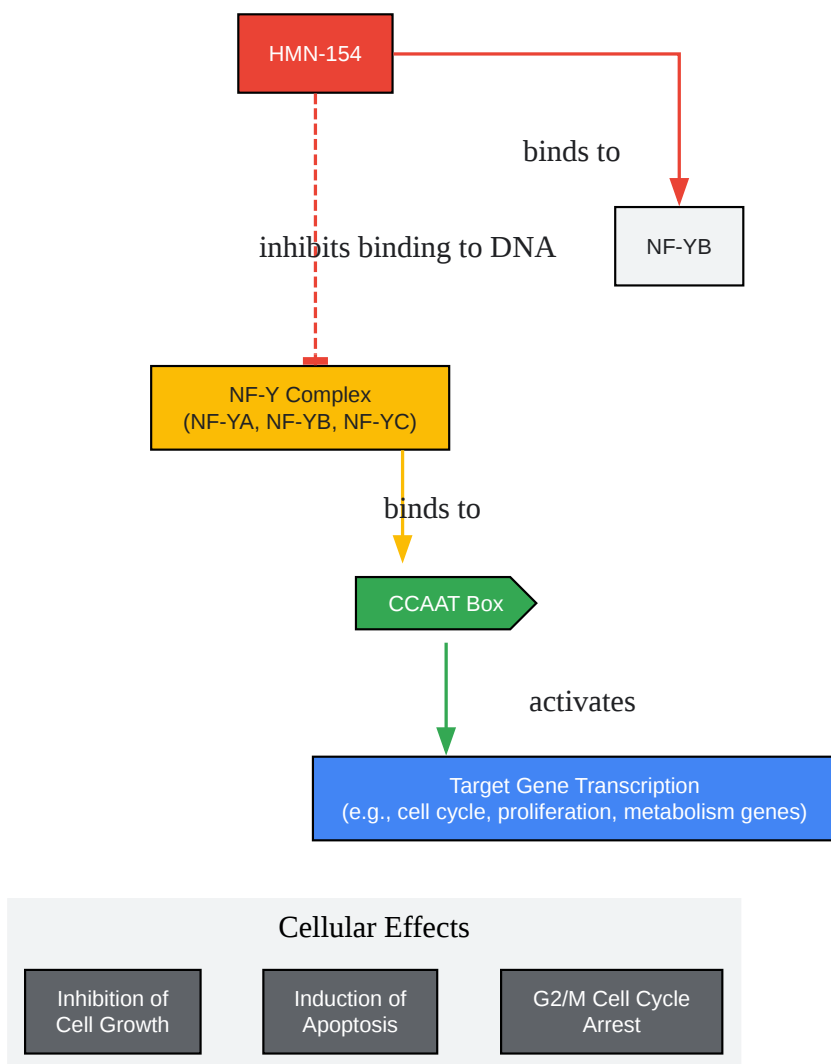 HMN-154
binds to
inhibits binding to DNA
NF-YB
NF-Y Complex
(NF-YA, NF-YB, NF-YC)
binds to
CCAAT Box
activates
Target Gene Transcription
(e.g., cell cycle, proliferation, metabolism genes)
Cellular Effects
Inhibition of
Cell Growth
Induction of
Apoptosis
G2/M Cell Cycle
Arrest